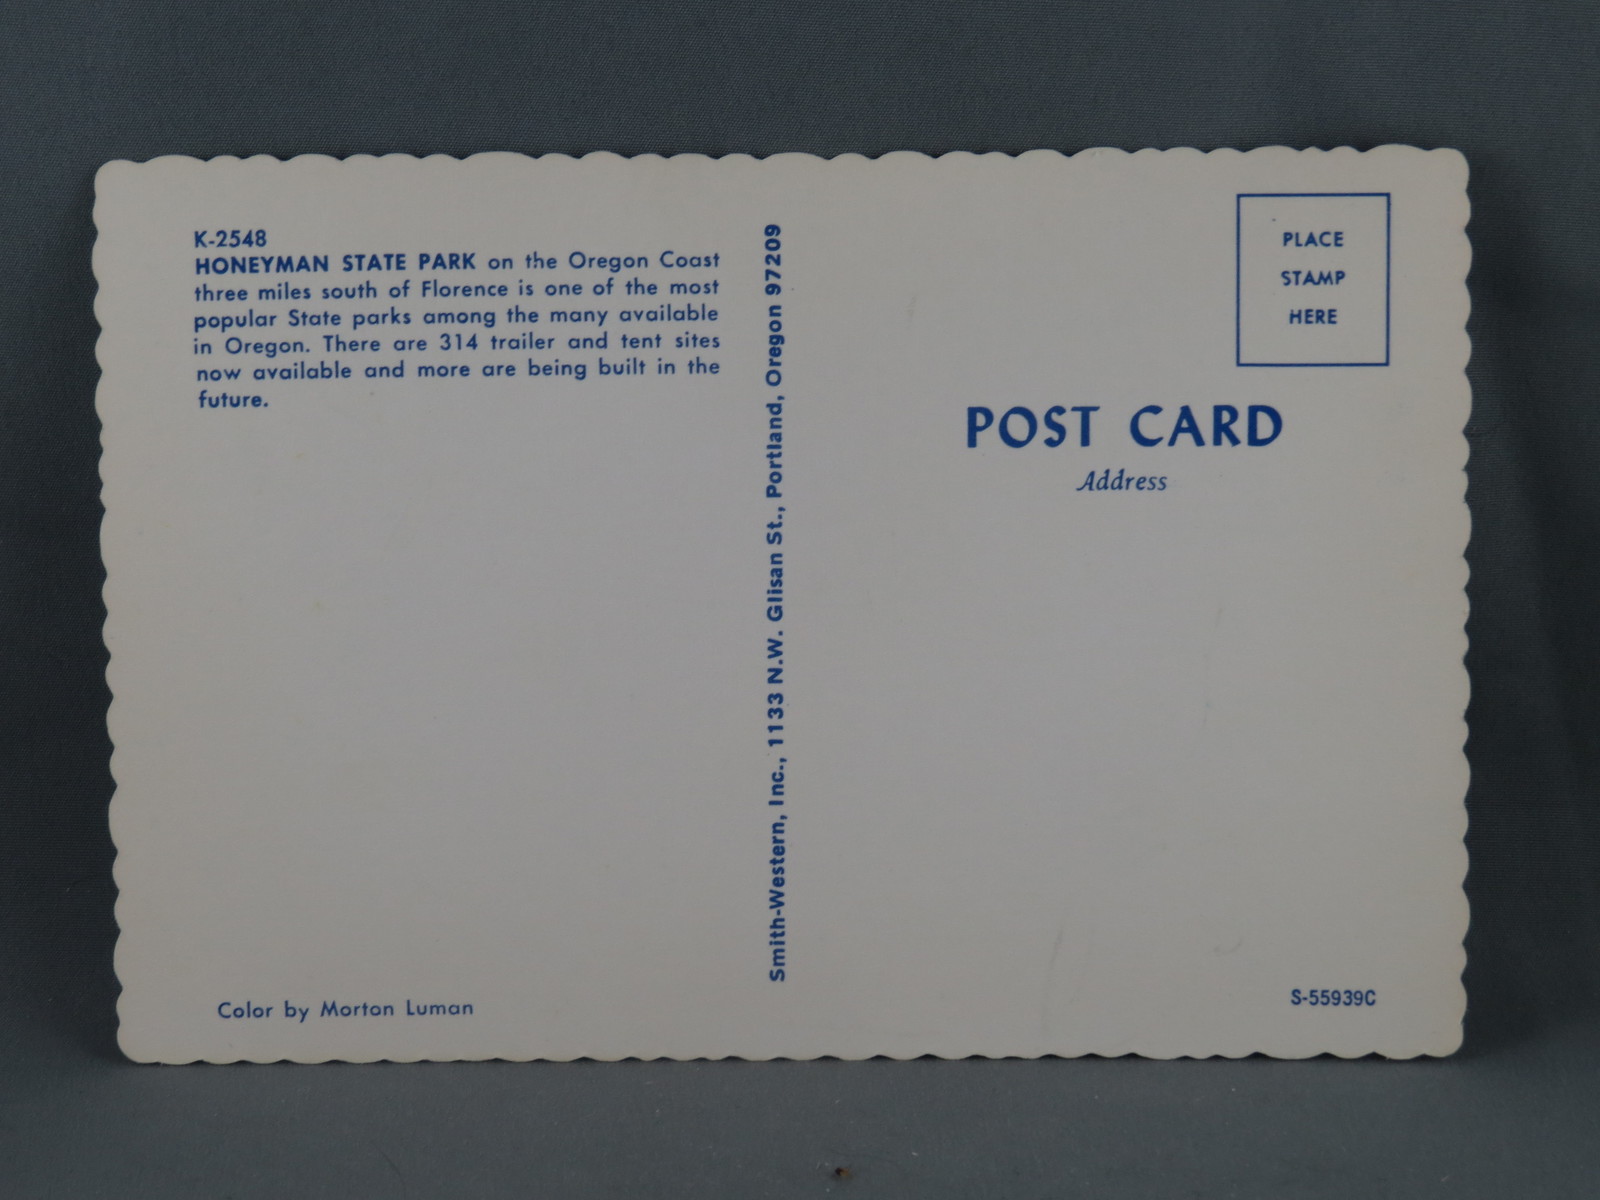 K-2548
HONEYMAN STATE PARK on the Oregon Coast
three miles south of Florence is one of the most
popular State parks among the many available
in Oregon. There are 314 trailer and tent sites
now available and more are being built in the
future.
Color by Morton Luman
Smith-Western, Inc., 1133 N.W. Glisan St., Portland, Oregon 97209
PLACE
STAMP
HERE
POST CARD
Address
S-55939C